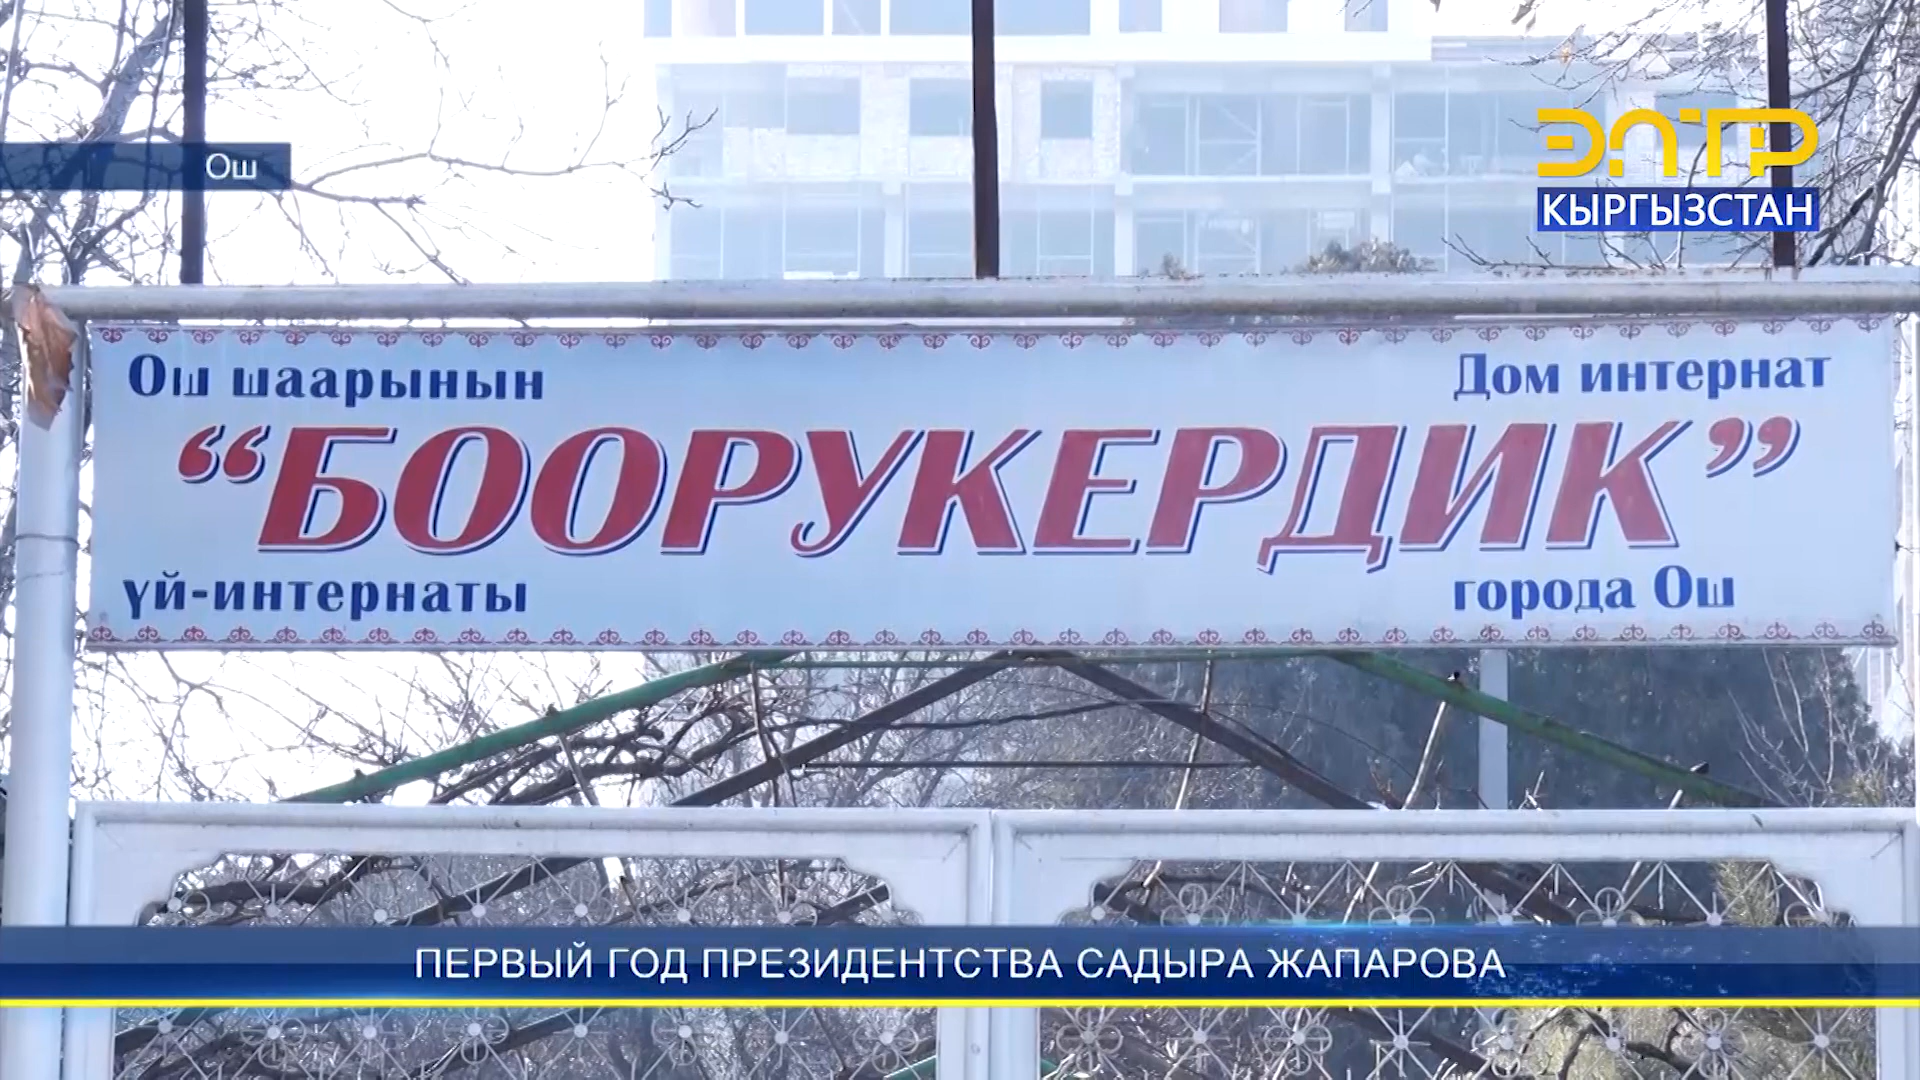 Ош
ЭЛТР
КЫРГЫЗСТАН
Ош шаарынын
Дом интернат
“БООРУКЕРДИК”
үй-интернаты
города Ош
ПЕРВЫЙ ГОД ПРЕЗИДЕНТСТВА САДЫРА ЖАПАРОВА